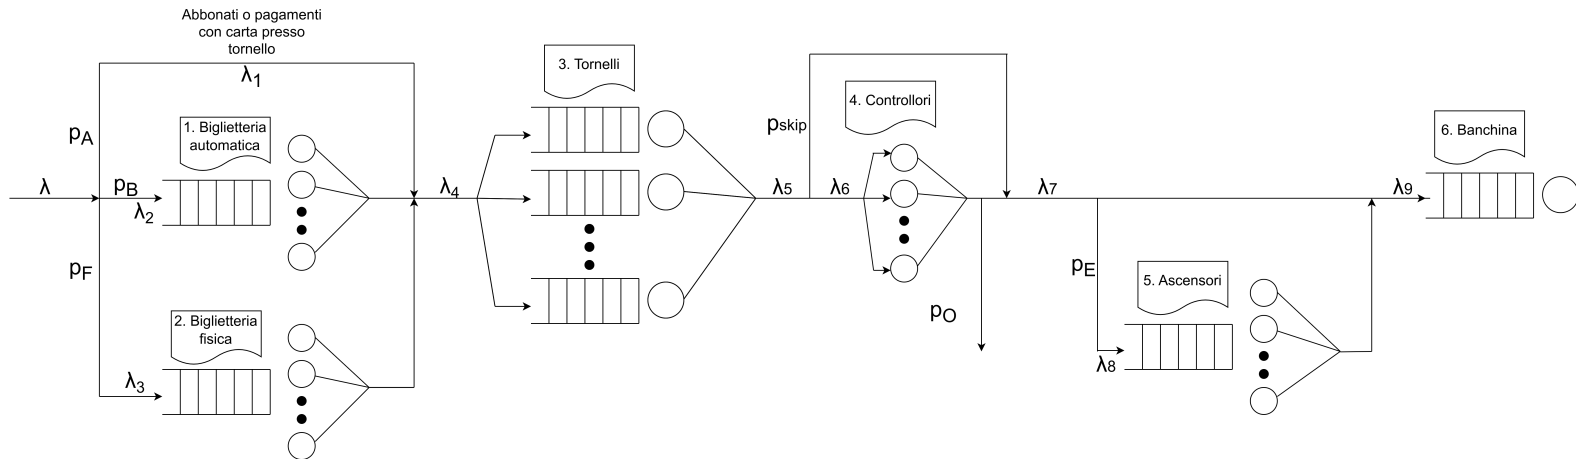 Abbonati o pagamenti
con carta presso
tornello
λ1
3. Tornelli
4. Controllori
pA
1. Biglietteria
automatica
pskip
6. Banchina
λ
pB
λ2
λ4
λ5
λ6
λ7
λ9
pF
pE
5. Ascensori
2. Biglietteria
fisica
pO
λ3
λ8